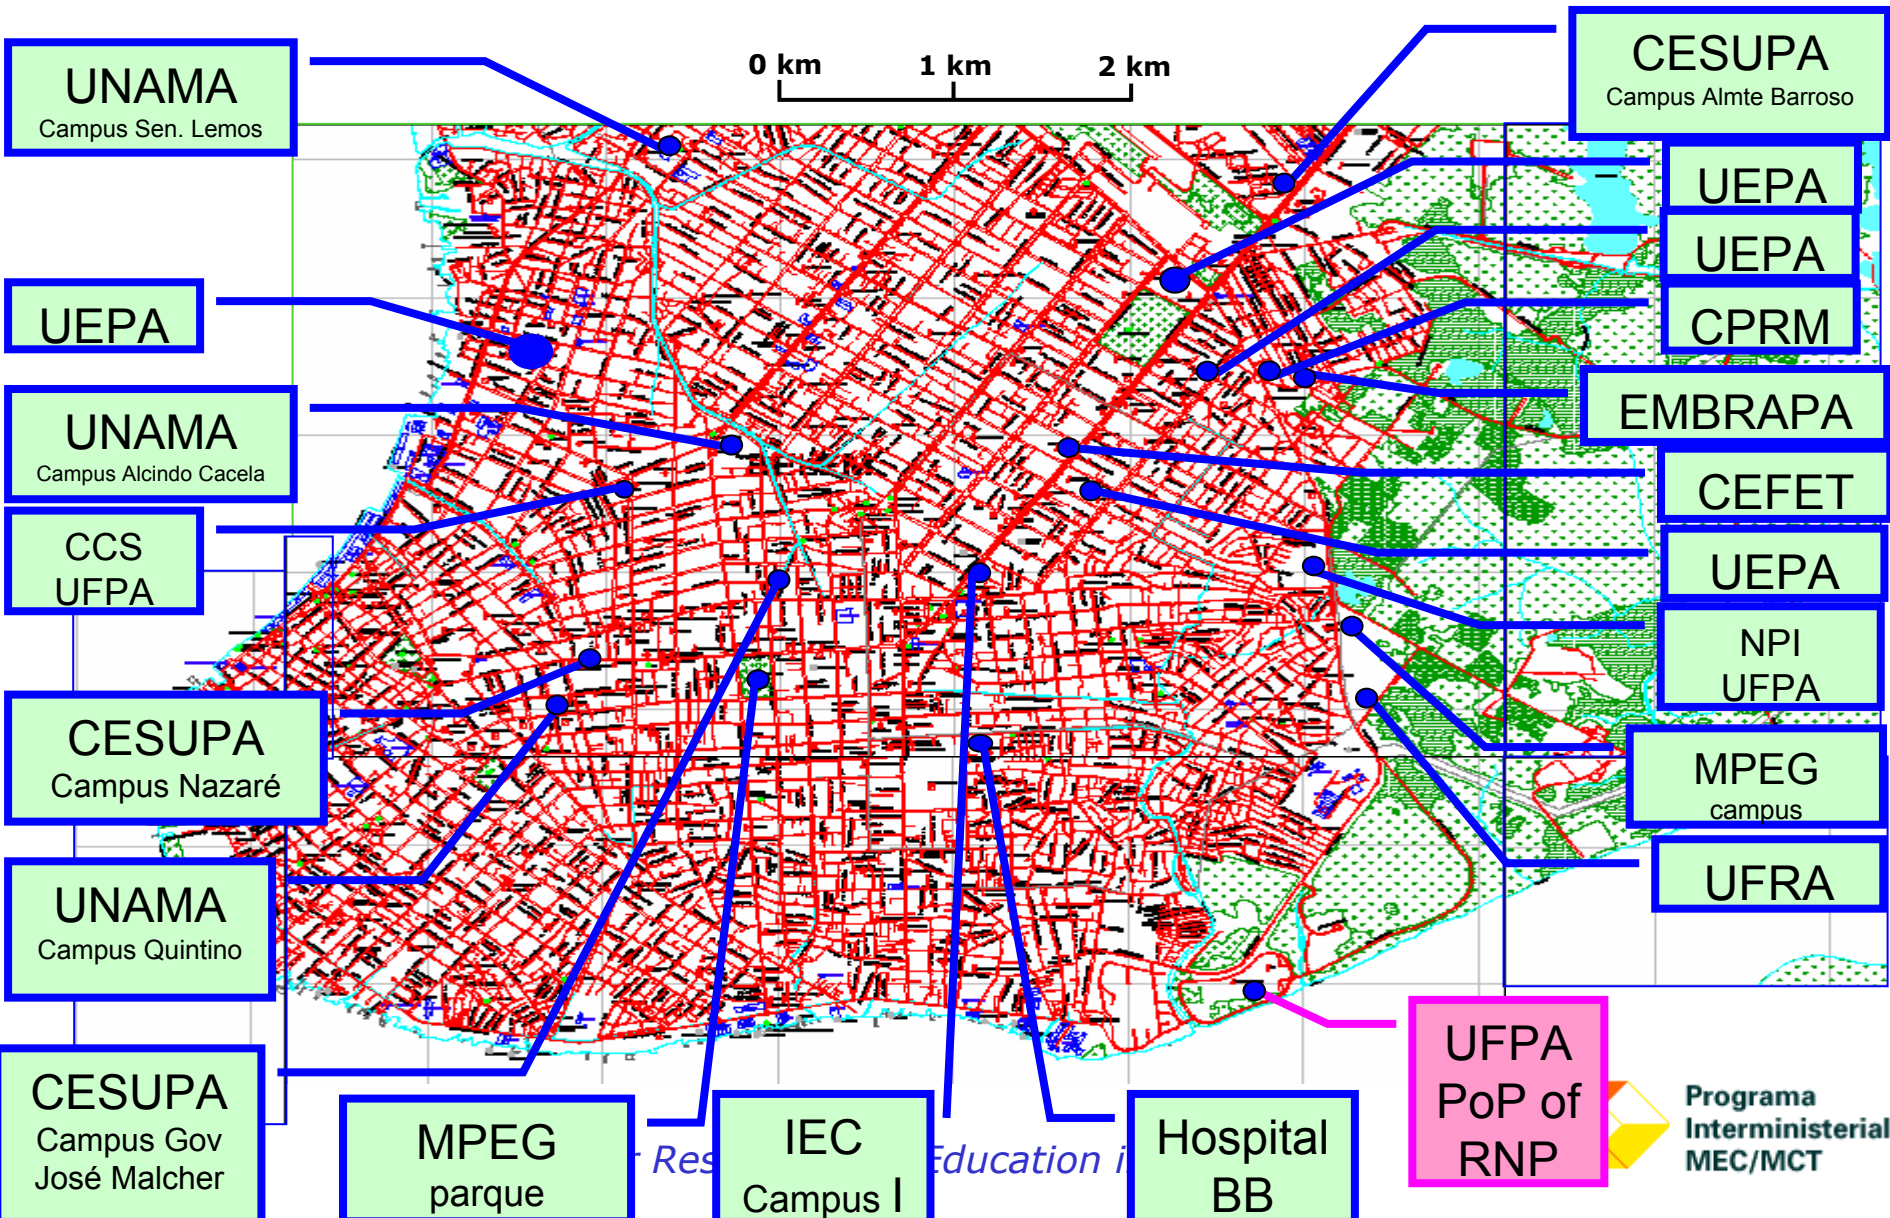 0 km 1 km 2 km
UNAMA
Campus Sen. Lemos
UEPA
UNAMA
Campus Alcindo Cacela
CCS
UFPA
CESUPA
Campus Nazaré
UNAMA
Campus Quintino
CESUPA
Campus Gov
José Malcher
MPEG
parque
IEC
Campus I
Hospital
BB
UFPA
PoP of
RNP
CESUPA
Campus Almte Barroso
UEPA
UEPA
CPRM
EMBRAPA
CEFET
UEPA
NPI
UFPA
MPEG
campus
UFRA
Education
Programa
Interministerial
MEC/MCT